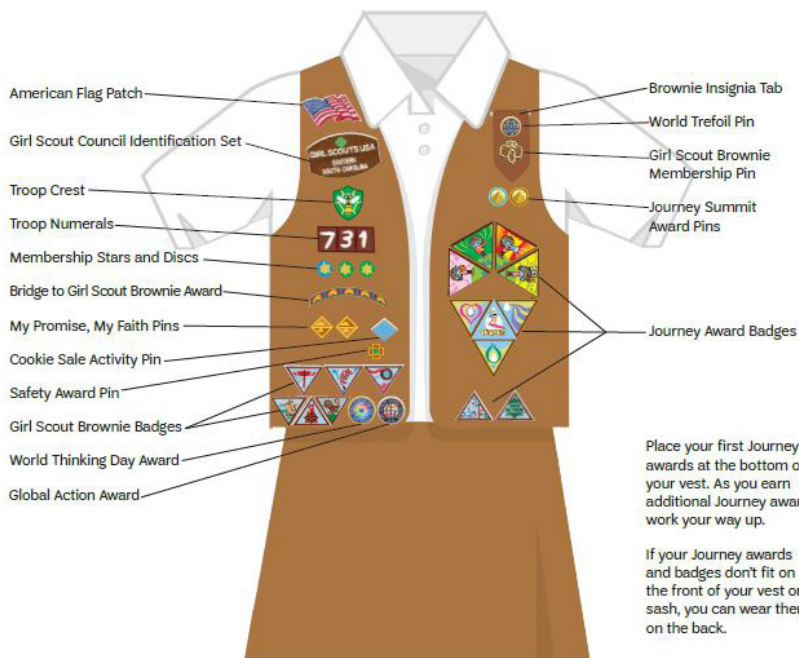 American Flag Patch
Girl Scout Council Identification Set
Troop Crest
Troop Numerals
Membership Stars and Discs
Bridge to Girl Scout Brownie Award
My Promise, My Faith Pins
Cookie Sale Activity Pin
Safety Award Pin
Girl Scout Brownie Badges
World Thinking Day Award
Global Action Award
GIRL SCOUTS USA
EASTERN
SOUTH CAROLINA
731
Brownie Insignia Tab
World Trefoil Pin
Girl Scout Brownie
Membership Pin
Journey Summit
Award Pins
Journey Award Badges
Place your first Journey
awards at the bottom o
your vest. As you earn
additional Journey awar
work your way up.
If your Journey awards
and badges don't fit on
the front of your vest or
sash, you can wear then
on the back.